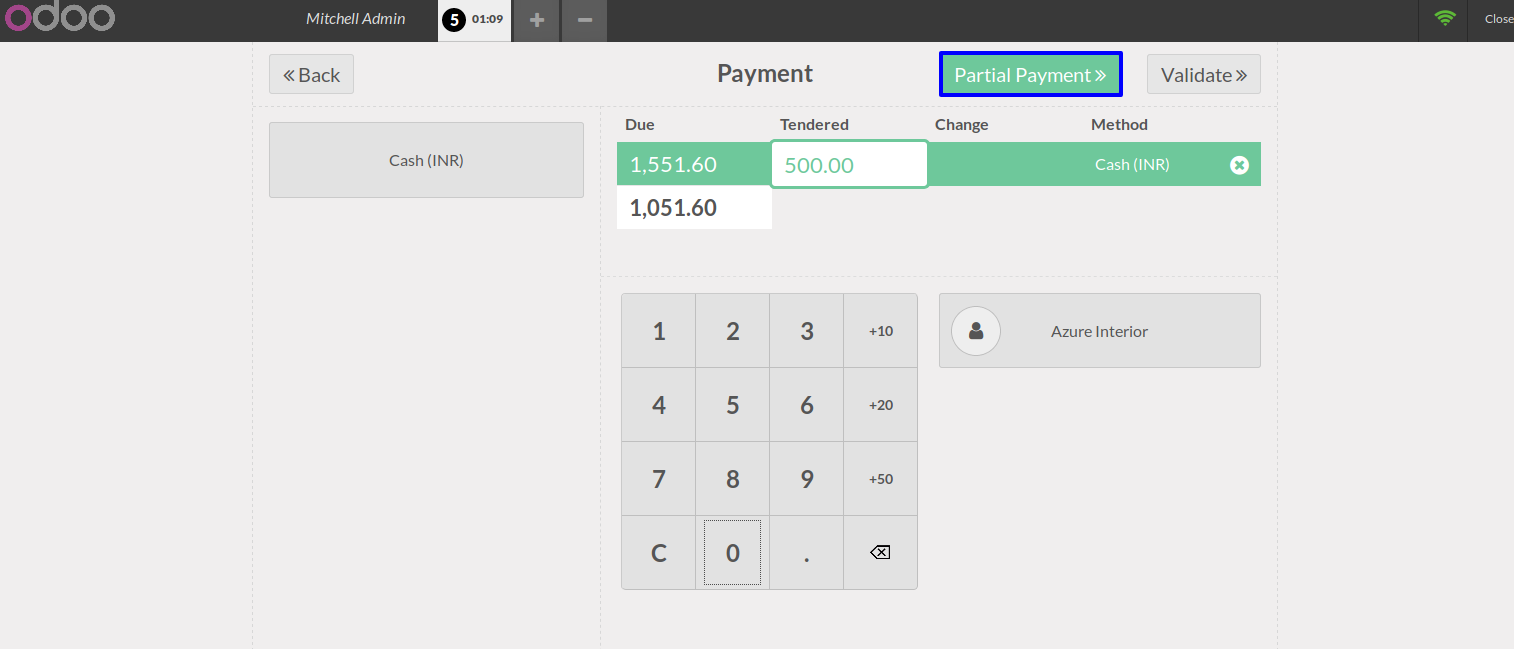 odoo Mitchell Admin 5 01:09 + − Close
« Back Payment Partial Payment » Validate »
Due Tendered Change Method
Cash (INR) 1,551.60 500.00 Cash (INR)
1,051.60
1 2 3 +10 Azure Interior
4 5 6 +20
7 8 9 +50
C 0 .